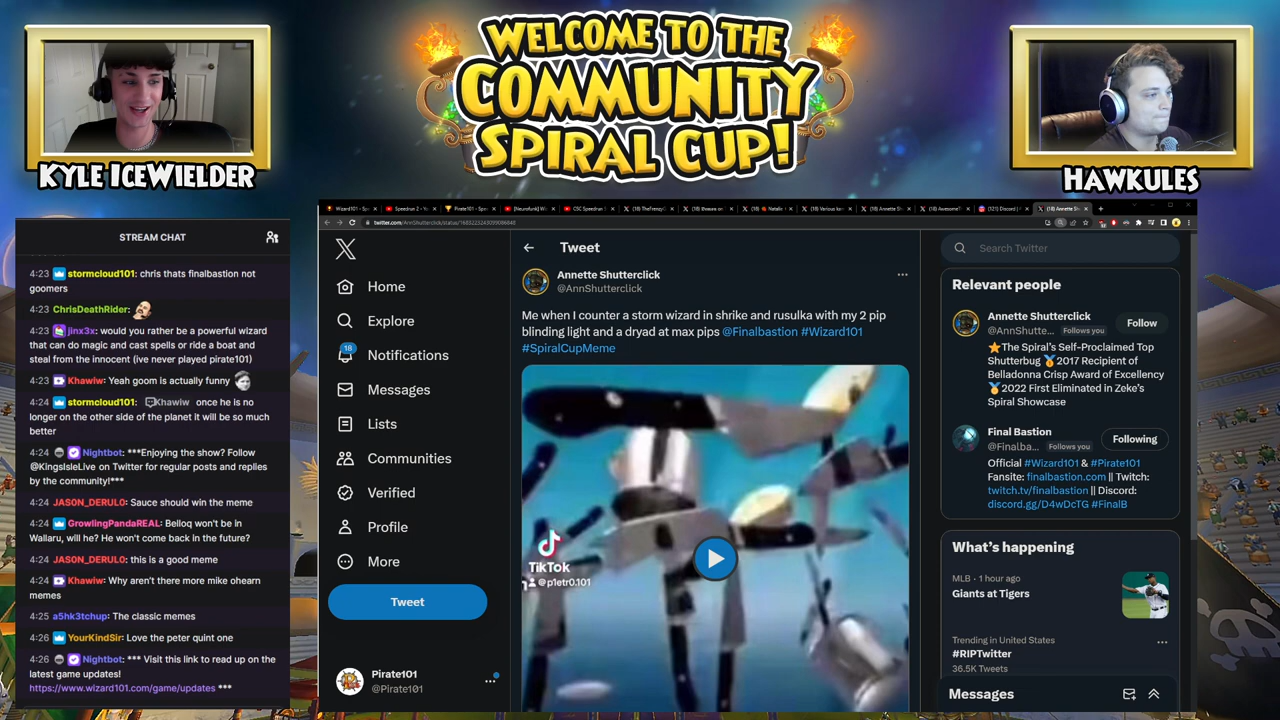 WELCOME TO THE
COMMUNITY
SPIRAL CUP!
KYLE ICEWIELDER
HAWKULES
STREAM CHAT
4:23 stormcloud101: chris thats finalbastion not
goomers
4:23 ChrisDeathRider:
4:23 jinx3x: would you rather be a powerful wizard
that can do magic and cast spells or ride a boat and
steal from the innocent (ive never played pirate101)
4:23 Khawiw: Yeah goom is actually funny
4:24 stormcloud101: Khawiw once he is no
longer on the other side of the planet it will be so much
better
4:24 Nightbot: ***Enjoying the show? Follow
@KingsIsleLive on Twitter for regular posts and replies
by the community!***
4:24 JAS0N_DERUL0: Sauce should win the meme
4:24 GrowlingPandaREAL: Belloq won't be in
Wallaru, will he? He won't come back in the future?
4:24 JAS0N_DERUL0: this is a good meme
4:24 Khawiw: Why aren't there more mike ohearn
memes
4:25 a5hk3tchup: The classic memes
4:26 YourKindSir: Love the peter quint one
4:26 Nightbot: *** Visit this link to read up on the
latest game updates!
https://www.wizard101.com/game/updates ***
Home
Explore
18
Notifications
Messages
Lists
Communities
Verified
Profile
More
Tweet
Pirate101
@Pirate101
Tweet
Annette Shutterclick
@AnnShutterclick
Me when I counter a storm wizard in shrike and rusulka with my 2 pip
blinding light and a dryad at max pips @Finalbastion #Wizard101
#SpiralCupMeme
TikTok
@p1etr0.101
Search Twitter
Relevant people
Annette Shutterclick
@AnnShutte... Follows you
Follow
The Spiral's Self-Proclaimed Top
Shutterbug 2017 Recipient of
Belladonna Crisp Award of Excellency
2022 First Eliminated in Zeke's
Spiral Showcase
Final Bastion
@Finalba... Follows you
Following
Official #Wizard101 & #Pirate101
Fansite: finalbastion.com || Twitch:
twitch.tv/finalbastion || Discord:
discord.gg/D4wDcTG #FinalB
What's happening
MLB · 1 hour ago
Giants at Tigers
Trending in United States
#RIPTwitter
36.5K Tweets
Messages